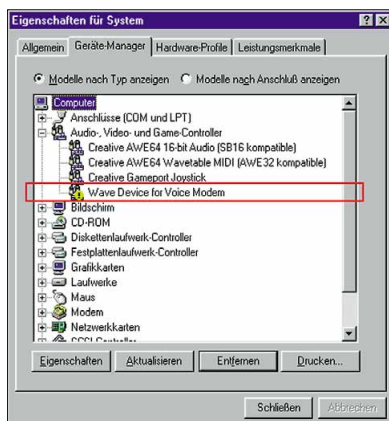 Eigenschaften für System
Allgemein Geräte-Manager Hardware-Profile Leistungsmerkmale
Modelle nach Typ anzeigen Modelle nach Anschluß anzeigen
Computer
Anschlüsse (COM und LPT)
Audio-, Video- und Game-Controller
Creative AWE64 16-bit Audio (SB16 kompatible)
Creative AWE64 Wavetable MIDI (AWE32 kompatible)
Creative Gameport Joystick
Wave Device for Voice Modem
Bildschirm
CD-ROM
Diskettenlaufwerk-Controller
Festplattenlaufwerk-Controller
Grafikkarten
Laufwerke
Maus
Modem
Netzwerkkarten
Eigenschaften Aktualisieren Entfernen Drucken...
Schließen Abbrechen